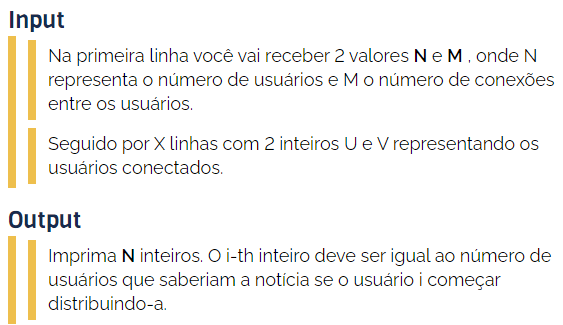 Input
Na primeira linha você vai receber 2 valores N e M , onde N
representa o número de usuários e M o número de conexões
entre os usuários.
Seguido por X linhas com 2 inteiros U e V representando os
usuários conectados.
Output
Imprima N inteiros. O i-th inteiro deve ser igual ao número de
usuários que saberiam a notícia se o usuário i começar
distribuindo-a.